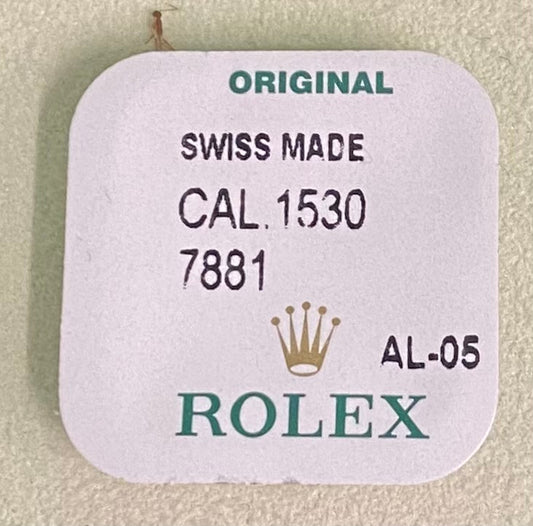 ORIGINAL
SWISS MADE
CAL.1530
7881
AL-05
ROLEX